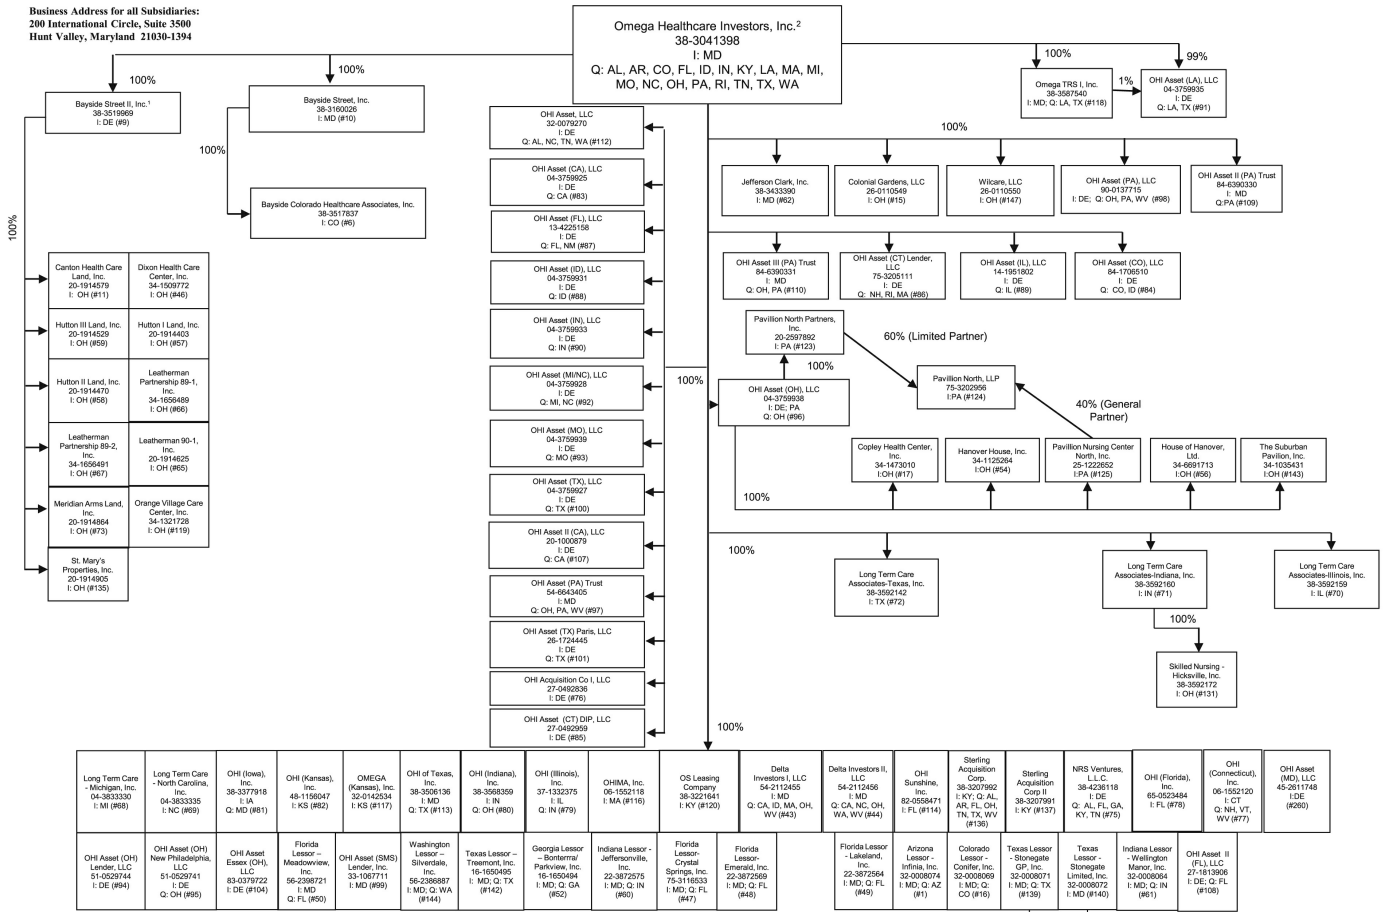 Business Address for all Subsidiaries:
200 International Circle, Suite 3500
Hunt Valley, Maryland 21030-1394
Omega Healthcare Investors, Inc.2
38-3041398
I: MD
Q: AL, AR, CO, FL, ID, IN, KY, LA, MA, MI,
MO, NC, OH, PA, RI, TN, TX, WA
100%
100%
100%
99%
Bayside Street II, Inc.1
38-3519969
I: DE (#9)
Bayside Street, Inc.
38-3160026
I: MD (#10)
Omega TRS I, Inc.
38-3587540
I: MD; Q: LA, TX (#118)
1%
OHI Asset (LA), LLC
04-3759935
I: DE
Q: LA, TX (#91)
100%
Bayside Colorado Healthcare Associates, Inc.
38-3517837
I: CO (#6)
100%
Canton Health Care
Land, Inc.
20-1914579
I: OH (#11)
Dixon Health Care
Center, Inc.
34-1509772
I: OH (#46)
Hutton III Land, Inc.
20-1914529
I: OH (#59)
Hutton I Land, Inc.
20-1914403
I: OH (#57)
Hutton II Land, Inc.
20-1914470
I: OH (#58)
Leatherman
Partnership 89-1,
Inc.
34-1656489
I: OH (#66)
Leatherman
Partnership 89-2,
Inc.
34-1656491
I: OH (#67)
Leatherman 90-1,
Inc.
20-1914625
I: OH (#65)
Meridian Arms Land,
Inc.
20-1914864
I: OH (#73)
Orange Village Care
Center, Inc.
34-1321728
I: OH (#119)
St. Mary's
Properties, Inc.
20-1914905
I: OH (#135)
OHI Asset, LLC
32-0079270
I: DE
Q: AL, NC, TN, WA (#112)
OHI Asset (CA), LLC
04-3759925
I: DE
Q: CA (#83)
OHI Asset (FL), LLC
13-4225158
I: DE
Q: FL, NM (#87)
OHI Asset (ID), LLC
04-3759931
I: DE
Q: ID (#88)
OHI Asset (IN), LLC
04-3759933
I: DE
Q: IN (#90)
OHI Asset (MI/NC), LLC
04-3759928
I: DE
Q: MI, NC (#92)
OHI Asset (MO), LLC
04-3759939
I: DE
Q: MO (#93)
OHI Asset (TX), LLC
04-3759927
I: DE
Q: TX (#100)
OHI Asset II (CA), LLC
20-1000879
I: DE
Q: CA (#107)
OHI Asset (PA) Trust
54-6643405
I: MD
Q: OH, PA, WV (#97)
OHI Asset (TX) Paris, LLC
26-1724445
I: DE
Q: TX (#101)
OHI Acquisition Co I, LLC
27-0492836
I: DE (#76)
OHI Asset (CT) DIP, LLC
27-0492959
I: DE (#85)
100%
100%
Jefferson Clark, Inc.
38-3433390
I: MD (#62)
Colonial Gardens, LLC
26-0110549
I: OH (#15)
Wilcare, LLC
26-0110550
I: OH (#147)
OHI Asset (PA), LLC
90-0137715
I: DE; Q: OH, PA, WV (#98)
OHI Asset II (PA) Trust
84-6390330
I: MD
Q:PA (#109)
OHI Asset III (PA) Trust
84-6390331
I: MD
Q: OH, PA (#110)
OHI Asset (CT) Lender,
LLC
75-3205111
I: DE
Q: NH, RI, MA (#86)
OHI Asset (IL), LLC
14-1951802
I: DE
Q: IL (#89)
OHI Asset (CO), LLC
84-1706510
I: DE
Q: CO, ID (#84)
Pavillion North Partners,
Inc.
20-2597892
I: PA (#123)
60% (Limited Partner)
100%
OHI Asset (OH), LLC
04-3759938
I: DE; PA
Q: OH (#96)
Pavillion North, LLP
75-3202956
I:PA (#124)
40% (General
Partner)
Copley Health Center,
Inc.
34-1473010
I:OH (#17)
Hanover House, Inc.
34-1125264
I:OH (#54)
Pavillion Nursing Center
North, Inc.
25-1222652
I:PA (#125)
House of Hanover,
Ltd.
34-6691713
I:OH (#56)
The Suburban
Pavilion, Inc.
34-1035431
I:OH (#143)
100%
100%
Long Term Care
Associates-Texas, Inc.
38-3592142
I: TX (#72)
Long Term Care
Associates-Indiana, Inc.
38-3592160
I: IN (#71)
Long Term Care
Associates-Illinois, Inc.
38-3592159
I: IL (#70)
100%
Skilled Nursing -
Hicksville, Inc.
38-3592172
I: OH (#131)
100%
Long Term Care
- Michigan, Inc.
04-3833330
I: MI (#68)
Long Term Care
- North Carolina,
Inc.
04-3833335
I: NC (#69)
OHI (Iowa),
Inc.
38-3377918
I: IA
Q: MD (#81)
OHI (Kansas),
Inc.
48-1156047
I: KS (#82)
OMEGA
(Kansas), Inc.
32-0142534
I: KS (#117)
OHI of Texas,
Inc.
38-3506136
I: MD
Q: TX (#113)
OHI (Indiana),
Inc.
38-3568359
I: IN
Q: OH (#80)
OHI (Illinois),
Inc.
37-1332375
I: IL
Q: IN (#79)
OHIMA, Inc.
06-1552118
I: MA (#116)
OS Leasing
Company
38-3221641
I: KY (#120)
Delta
Investors I, LLC
54-2112455
I: MD
Q: CA, ID, MA, OH,
WV (#43)
Delta Investors II,
LLC
54-2112456
I: MD
Q: CA, NC, OH,
WA, WV (#44)
OHI
Sunshine,
Inc.
82-0558471
I: FL (#114)
Sterling
Acquisition
Corp.
38-3207992
I: KY; Q: AL,
AR, FL, OH,
TN, TX, WV
(#136)
Sterling
Acquisition
Corp II
38-3207991
I: KY (#137)
NRS Ventures,
L.L.C.
38-4236118
I: DE
Q: AL, FL, GA,
KY, TN (#75)
OHI (Florida),
Inc.
65-0523484
I: FL (#78)
OHI
(Connecticut),
Inc.
06-1552120
I: CT
Q: NH, VT,
WV (#77)
OHI Asset
(MD), LLC
45-2611748
I:DE
(#260)
OHI Asset (OH)
Lender, LLC
51-0529744
I: DE (#94)
OHI Asset (OH)
New Philadelphia,
LLC
51-0529741
I: DE
Q: OH (#95)
OHI Asset
Essex (OH),
LLC
83-0379722
I: DE (#104)
Florida
Lessor –
Meadowview,
Inc.
56-2398721
I: MD
Q: FL (#50)
OHI Asset (SMS)
Lender, Inc.
33-1067711
I: MD (#99)
Washington
Lessor –
Silverdale,
Inc.
56-2386887
I: MD; Q: WA
(#144)
Texas Lessor –
Treemont, Inc.
16-1650495
I: MD; Q: TX
(#142)
Georgia Lessor
– Bonterrra/
Parkview, Inc.
16-1650494
I: MD; Q: GA
(#52)
Indiana Lessor -
Jeffersonville,
Inc.
22-3872575
I: MD; Q: IN
(#60)
Florida
Lessor-
Crystal
Springs, Inc.
75-3116533
I: MD; Q: FL
(#47)
Florida
Lessor-
Emerald, Inc.
22-3872569
I: MD; Q: FL
(#48)
Florida Lessor
- Lakeland,
Inc.
22-3872564
I: MD; Q: FL
(#49)
Arizona
Lessor -
Infinia, Inc.
32-0008074
I: MD; Q: AZ
(#1)
Colorado
Lessor -
Conifer, Inc.
32-0008069
I: MD; Q:
CO (#16)
Texas Lessor
- Stonegate
GP, Inc.
32-0008071
I: MD; Q: TX
(#139)
Texas
Lessor -
Stonegate
Limited, Inc.
32-0008072
I: MD (#140)
Indiana Lessor
- Wellington
Manor, Inc.
32-0008064
I: MD; Q: IN
(#61)
OHI Asset II
(FL), LLC
27-1813906
I: DE; Q: FL
(#108)